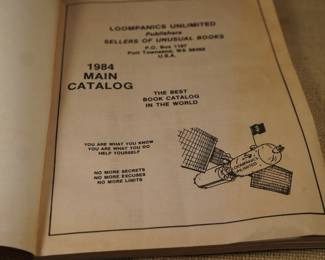 LOOMPANICS UNLIMITED
Publishers
SELLERS OF UNUSUAL BOOKS
P.O. Box 1197
Port Townsend, WA 98368
U.S.A.
1984
MAIN
CATALOG
THE BEST
BOOK CATALOG
IN THE WORLD
YOU ARE WHAT YOU KNOW
YOU ARE WHAT YOU DO
HELP YOURSELF
NO MORE SECRETS
NO MORE EXCUSES
NO MORE LIMITS
LOOMPANICS
UNLIMITED